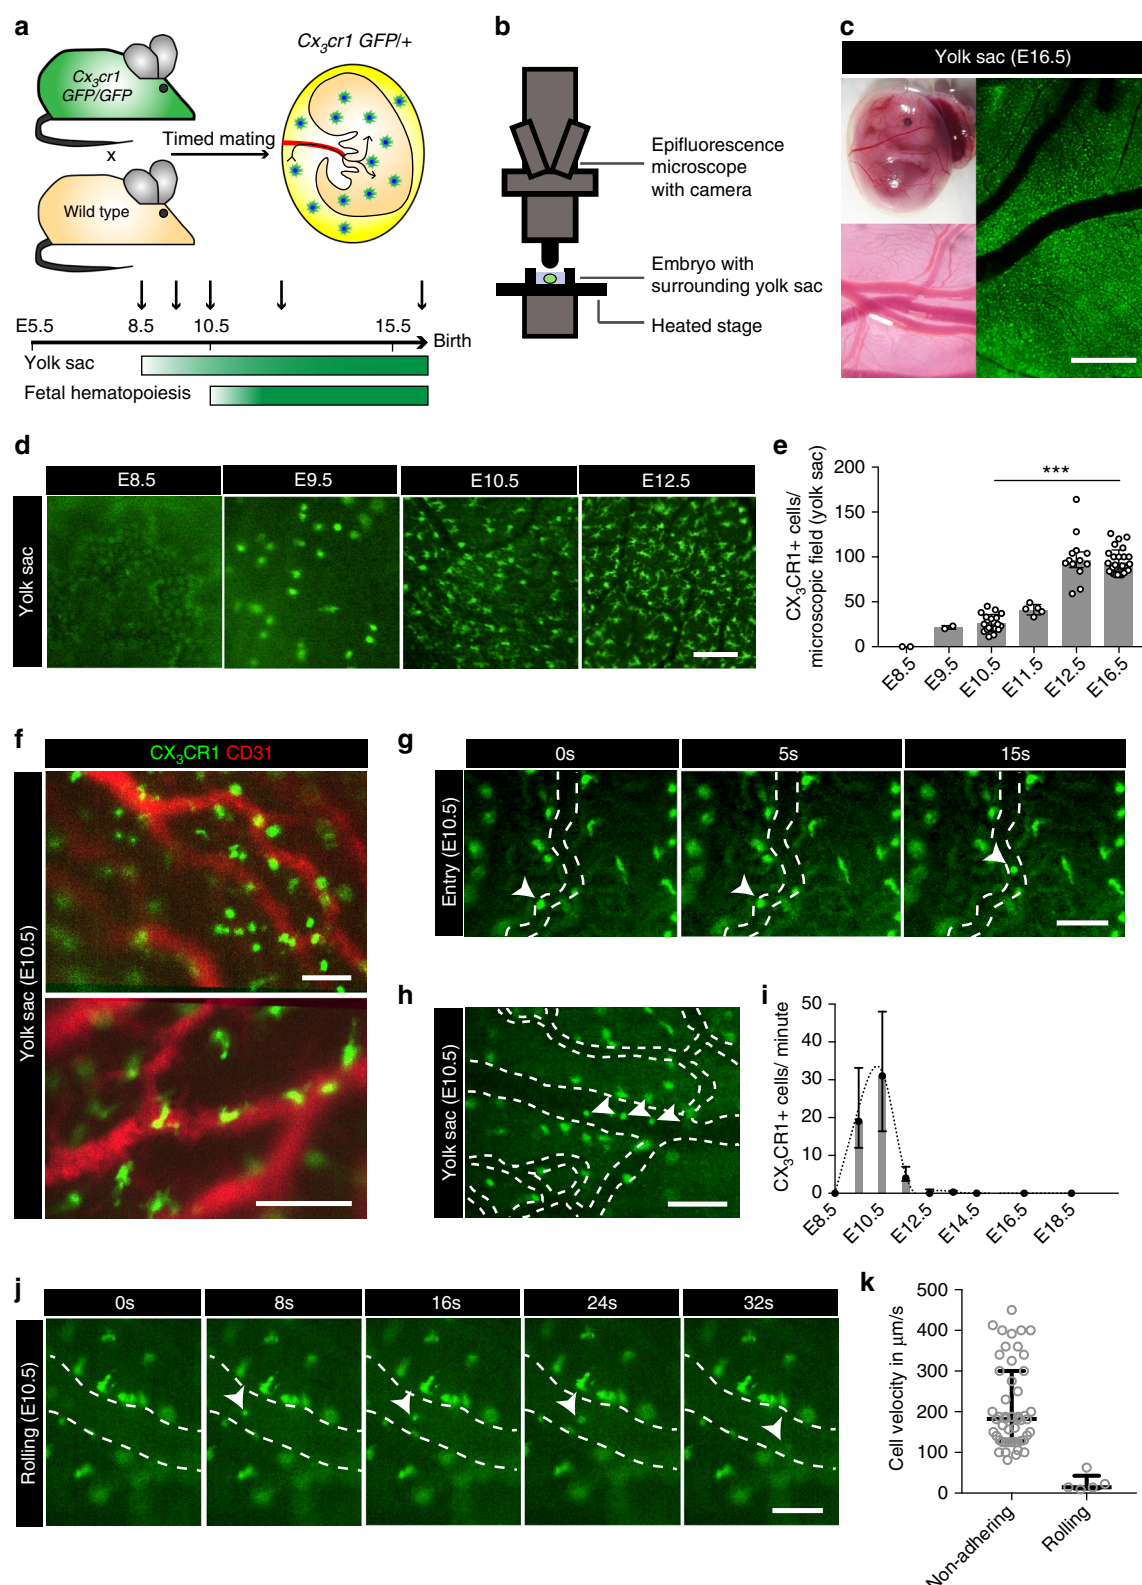 a
Cx3cr1
GFP/GFP
x
Wild type
Timed mating
Cx3cr1 GFP/+
E5.5
8.5
10.5
15.5
Birth
Yolk sac
Fetal hematopoiesis
b
Epifluorescence
microscope
with camera
Embryo with
surrounding yolk sac
Heated stage
c
Yolk sac (E16.5)
d
E8.5
E9.5
E10.5
E12.5
Yolk sac
e
CX3CR1+ cells/
microscopic field (yolk sac)
200
150
100
50
0
***
E8.5
E9.5
E10.5
E11.5
E12.5
E16.5
f
CX3CR1 CD31
Yolk sac (E10.5)
g
0s
5s
15s
Entry (E10.5)
h
Yolk sac (E10.5)
i
CX3CR1+ cells/ minute
50
40
30
20
10
0
E8.5
E10.5
E12.5
E14.5
E16.5
E18.5
j
0s
8s
16s
24s
32s
Rolling (E10.5)
k
Cell velocity in μm/s
500
400
300
200
100
0
Non-adhering
Rolling